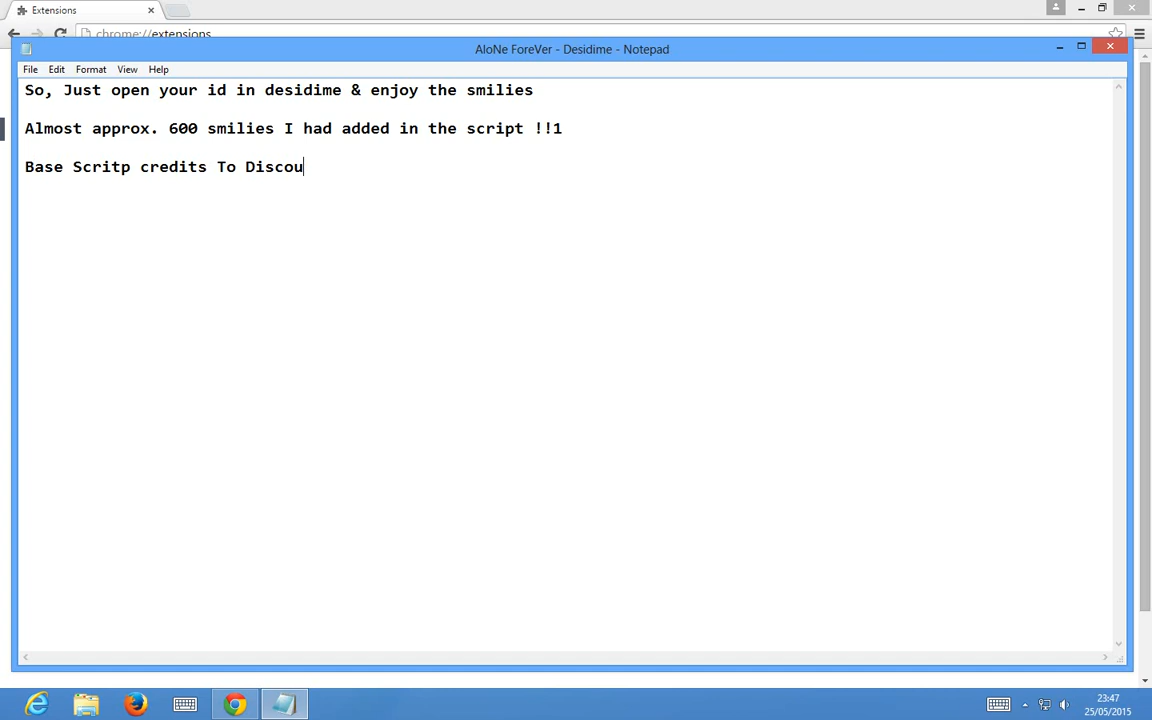 Extensions
chrome://extensions
AloNe ForeVer - Desidime - Notepad
File Edit Format View Help
So, Just open your id in desidime & enjoy the smilies
Almost approx. 600 smilies I had added in the script !!1
Base Scritp credits To Discou
23:47
25/05/2015